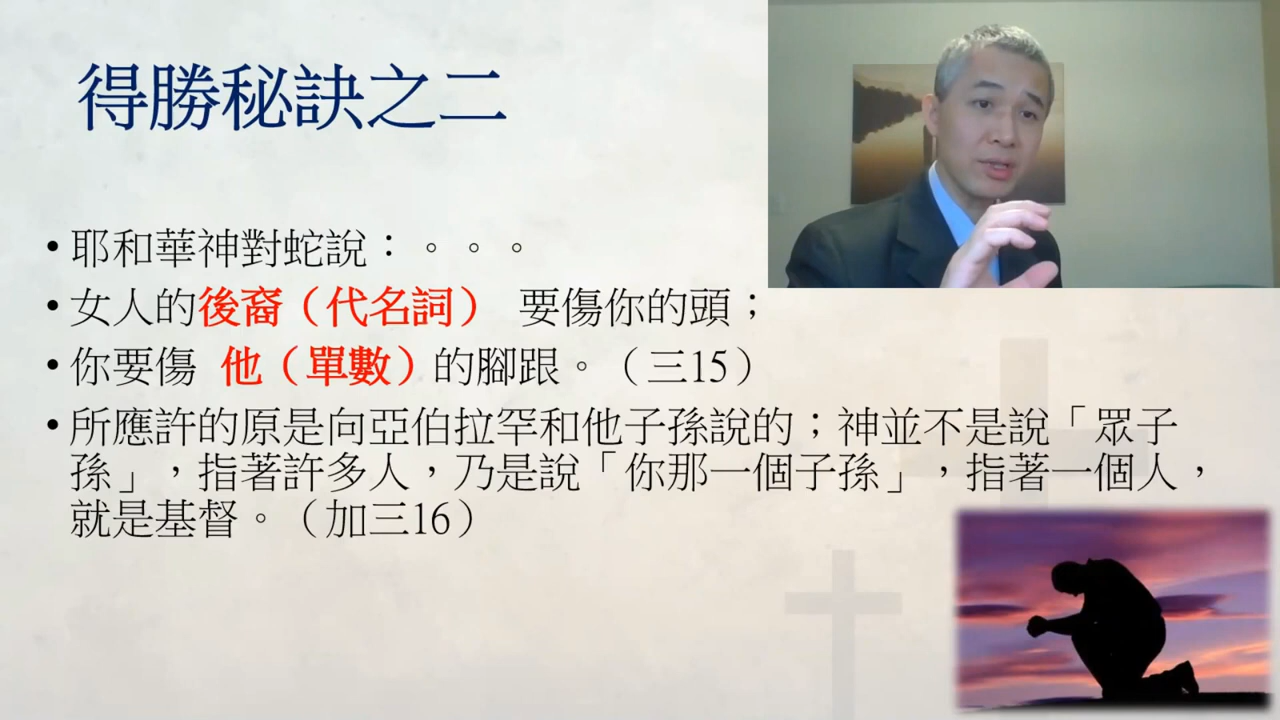 得勝秘訣之二
• 耶和華神對蛇說：。。。
• 女人的後裔（代名詞） 要傷你的頭；
• 你要傷 他（單數）的腳跟。（三15）
• 所應許的原是向亞伯拉罕和他子孫說的；神並不是說「眾子
孫」，指著許多人，乃是說「你那一個子孫」，指著一個人，
就是基督。（加三16）